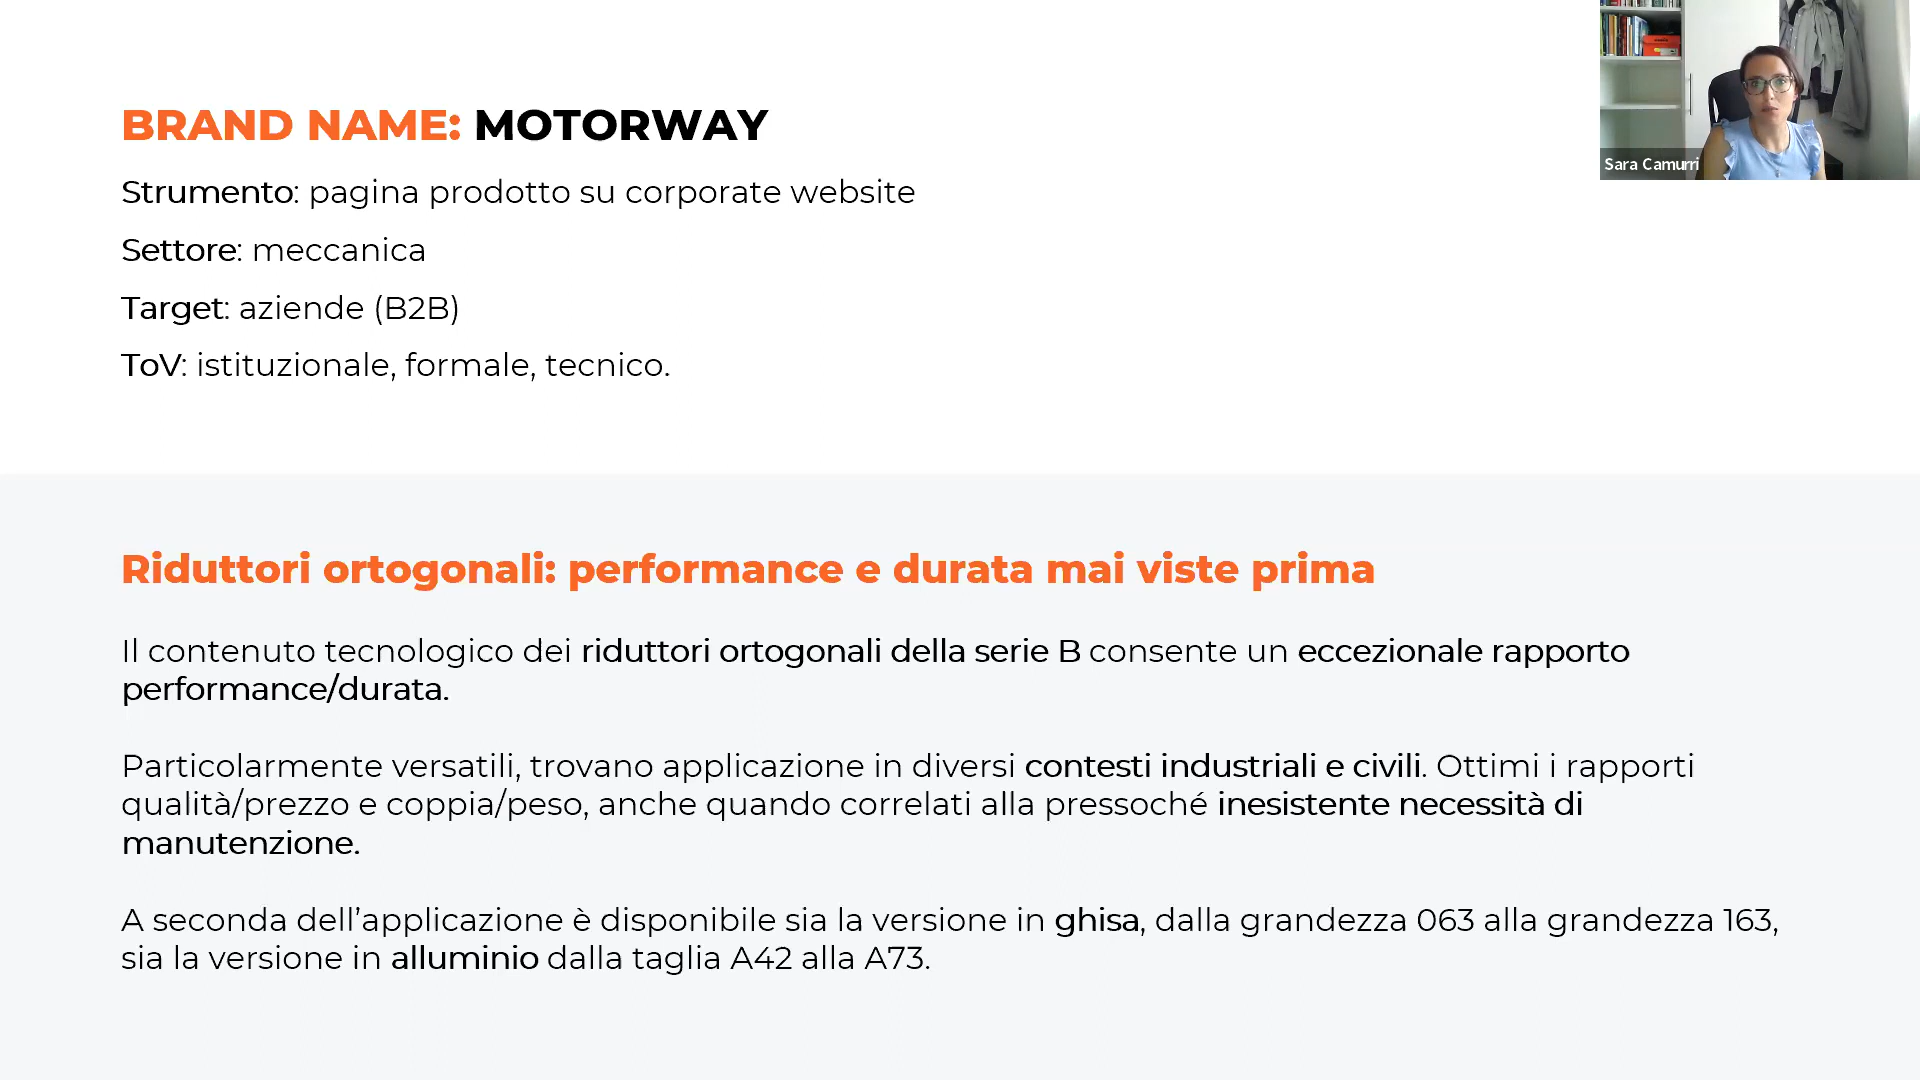 BRAND NAME: MOTORWAY
Strumento: pagina prodotto su corporate website
Settore: meccanica
Target: aziende (B2B)
ToV: istituzionale, formale, tecnico.
Sara Camurri
Riduttori ortogonali: performance e durata mai viste prima
Il contenuto tecnologico dei riduttori ortogonali della serie B consente un eccezionale rapporto
performance/durata.
Particolarmente versatili, trovano applicazione in diversi contesti industriali e civili. Ottimi i rapporti
qualità/prezzo e coppia/peso, anche quando correlati alla pressoché inesistente necessità di
manutenzione.
A seconda dell’applicazione è disponibile sia la versione in ghisa, dalla grandezza 063 alla grandezza 163,
sia la versione in alluminio dalla taglia A42 alla A73.